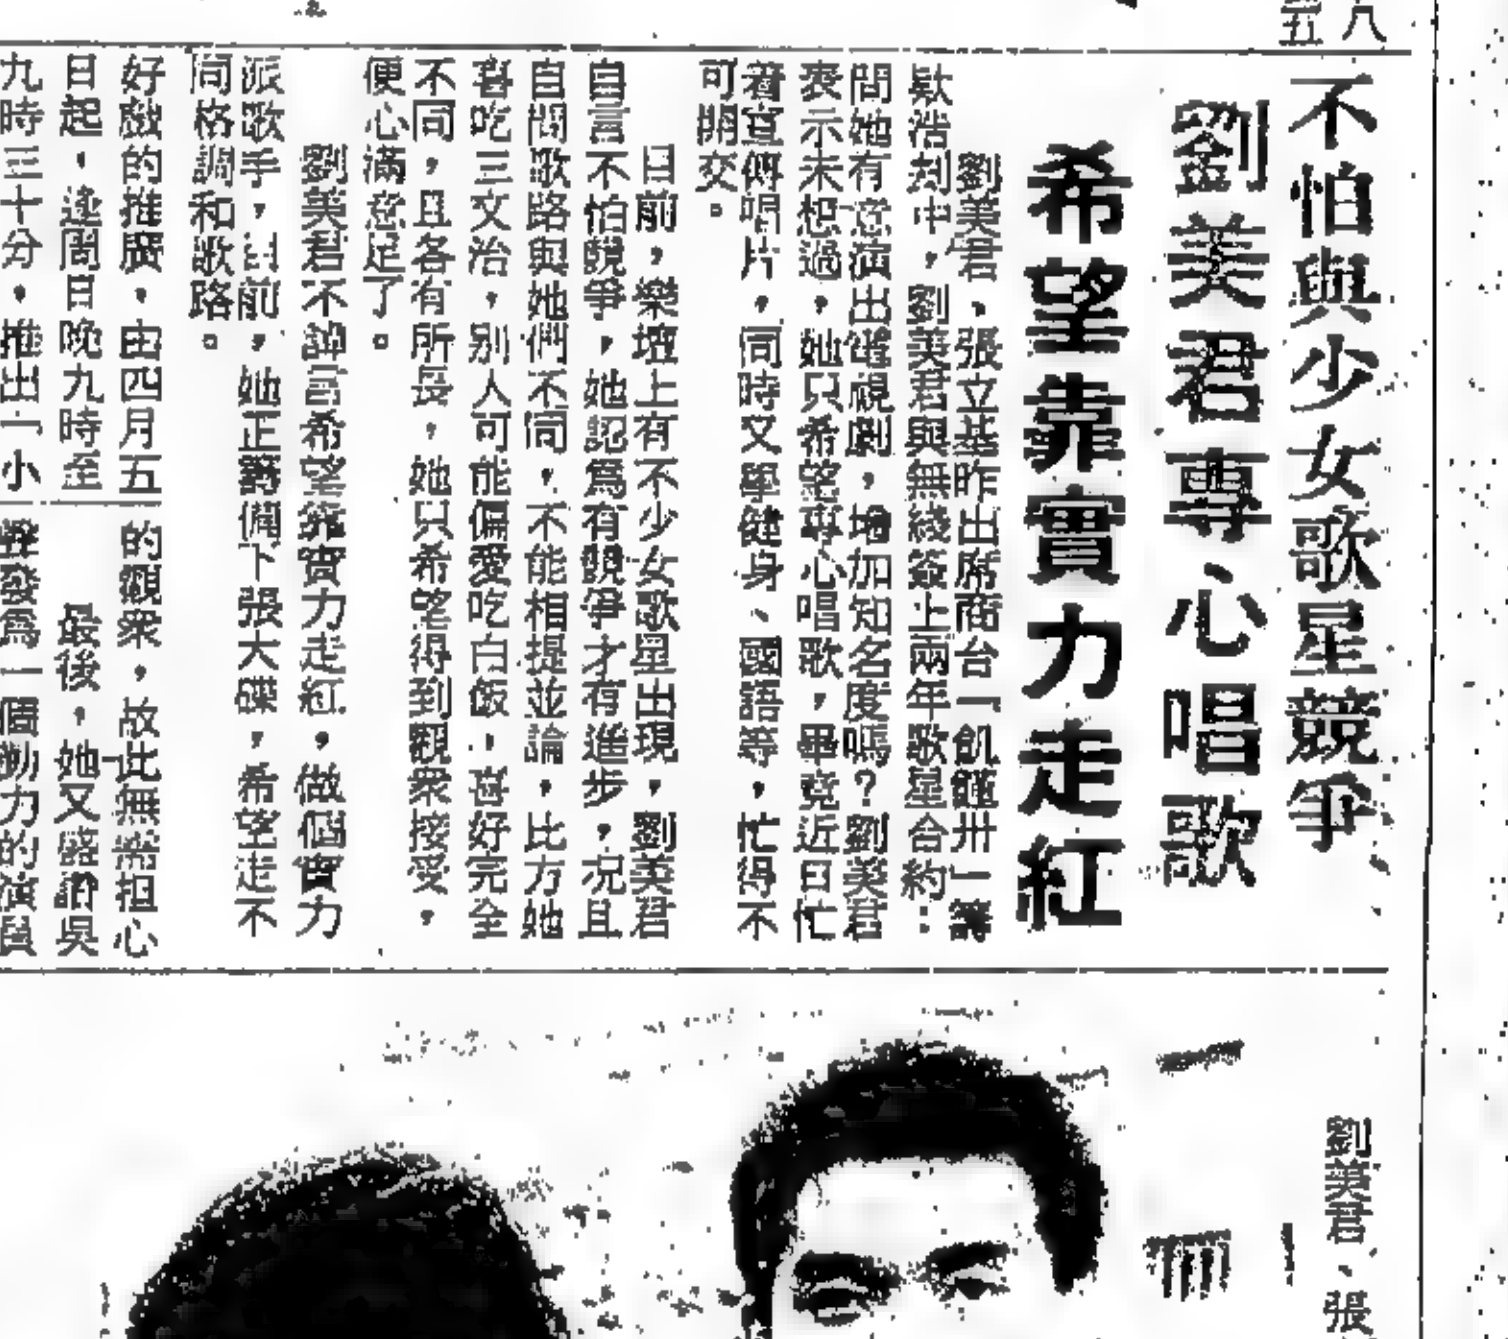 八
五
不怕與少女歌星競爭、
劉美君專心唱歌
希望靠實力走紅
劉美君、張立基昨出席商台「飢饉卅」籌
款浩刦中，劉美君與無綫簽上兩年歌星合約：
問她有意演出電視劇，增加知名度嗎？劉美君
表示未想過，她只希望專心唱歌，畢竟近日忙
着宣傳唱片，同時又學健身、國語等，忙得不
可開交。
目前，樂壇上有不少女歌星出現，劉美君
自言不怕競爭，她認為有競爭才有進步，況且
自問歌路與她們不同，不能相提並論，比方她
喜吃三文治，別人可能偏愛吃白飯，喜好完全
不同，且各有所長，她只希望得到觀衆接受，
便心滿意足了。
劉美君不諱言希望靠實力走紅，做個實力
派歌手，目前，她正籌備下張大碟，希望走不
同格調和歌路。
好戲的推廣，由四月五
日起，逢周日晚九時至
九時三十分，推出「小
的觀衆，故此無需担心
最後，她又盛讚吳
發為一個動力的演員
劉美君、張